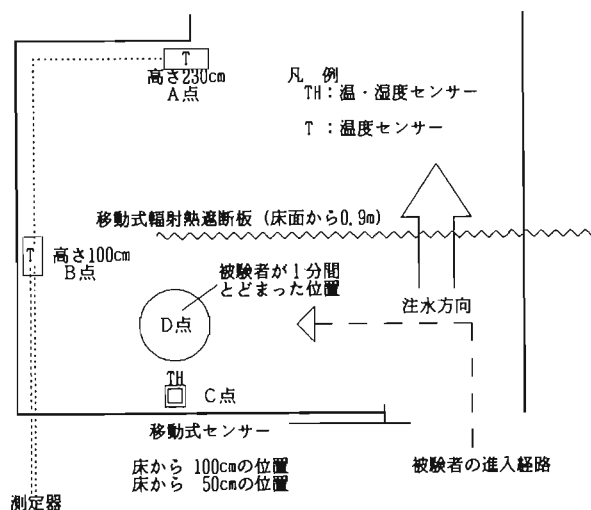 T
高さ230cm
A点
凡 例
TH：温・湿度センサー
T ：温度センサー
移動式輻射熱遮断板（床面から0.9m）
T
高さ100cm
B点
被験者が1分間
とどまった位置
D点
注水方向
TH
C点
移動式センサー
床から 100cmの位置
床から 50cmの位置
被験者の進入経路
測定器